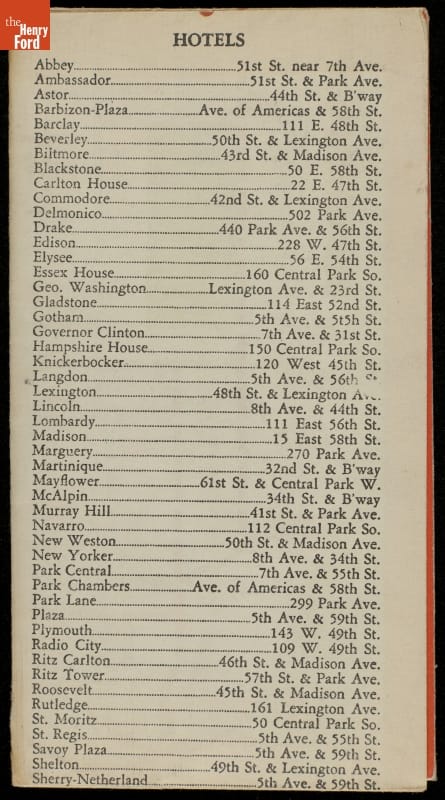 the
Henry
Ford
HOTELS
Abbey........51st St. near 7th Ave.
Ambassador........51st St. & Park Ave.
Astor........44th St. & B'way
Barbizon-Plaza........Ave. of Americas & 58th St.
Barclay........111 E. 48th St.
Beverley........50th St. & Lexington Ave.
Biltmore........43rd St. & Madison Ave.
Blackstone........50 E. 58th St.
Carlton House........22 E. 47th St.
Commodore........42nd St. & Lexington Ave.
Delmonico........502 Park Ave.
Drake........440 Park Ave. & 56th St.
Edison........228 W. 47th St.
Elysee........56 E. 54th St.
Essex House........160 Central Park So.
Geo. Washington........Lexington Ave. & 23rd St.
Gladstone........114 East 52nd St.
Gotham........5th Ave. & 5t5h St.
Governor Clinton........7th Ave. & 31st St.
Hampshire House........150 Central Park So.
Knickerbocker........120 West 45th St.
Langdon........5th Ave. & 56th
Lexington........48th St. & Lexington
Lincoln........8th Ave. & 44th St.
Lombardy........111 East 56th St.
Madison........15 East 58th St.
Marguery........270 Park Ave.
Martinique........32nd St. & B'way
Mayflower........61st St. & Central Park W.
McAlpin........34th St. & B'way
Murray Hill........41st St. & Park Ave.
Navarro........112 Central Park So.
New Weston........50th St. & Madison Ave.
New Yorker........8th Ave. & 34th St.
Park Central........7th Ave. & 55th St.
Park Chambers........Ave. of Americas & 58th St.
Park Lane........299 Park Ave.
Plaza........5th Ave. & 59th St.
Plymouth........143 W. 49th St.
Radio City........109 W. 49th St.
Ritz Carlton........46th St. & Madison Ave.
Ritz Tower........57th St. & Park Ave.
Roosevelt........45th St. & Madison Ave.
Rutledge........161 Lexington Ave.
St. Moritz........50 Central Park So.
St. Regis........5th Ave. & 55th St.
Savoy Plaza........5th Ave. & 59th St.
Shelton........49th St. & Lexington Ave.
Sherry-Netherland........5th Ave. & 59th St.